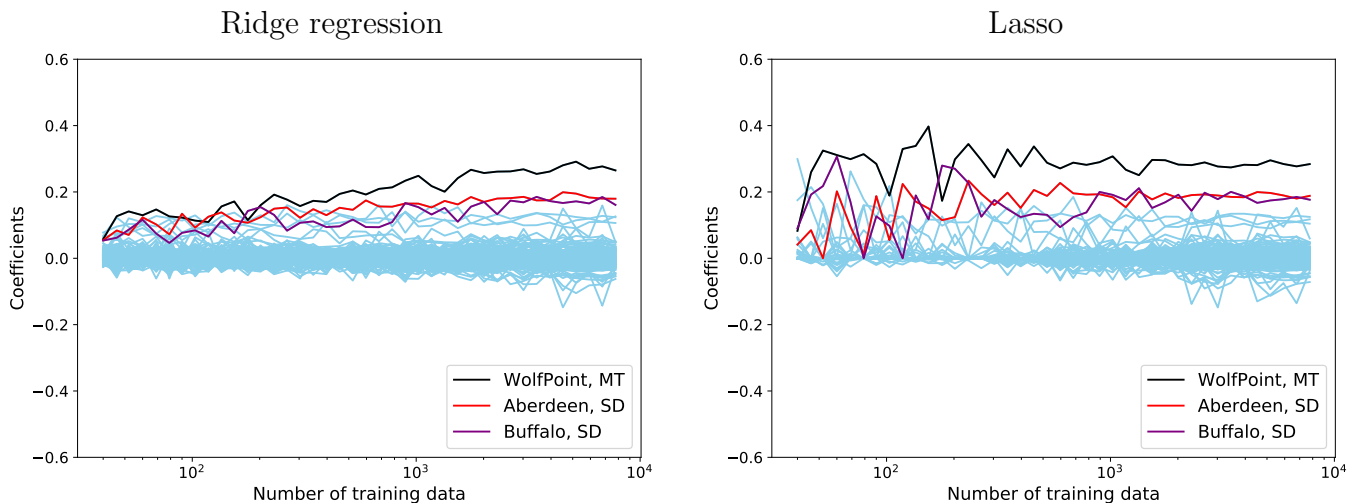 Ridge regression
0.6
0.4
0.2
0.0
−0.2
−0.4
−0.6
Coefficients
10²
10³
10⁴
Number of training data
WolfPoint, MT
Aberdeen, SD
Buffalo, SD
Lasso
0.6
0.4
0.2
0.0
−0.2
−0.4
−0.6
Coefficients
10²
10³
10⁴
Number of training data
WolfPoint, MT
Aberdeen, SD
Buffalo, SD